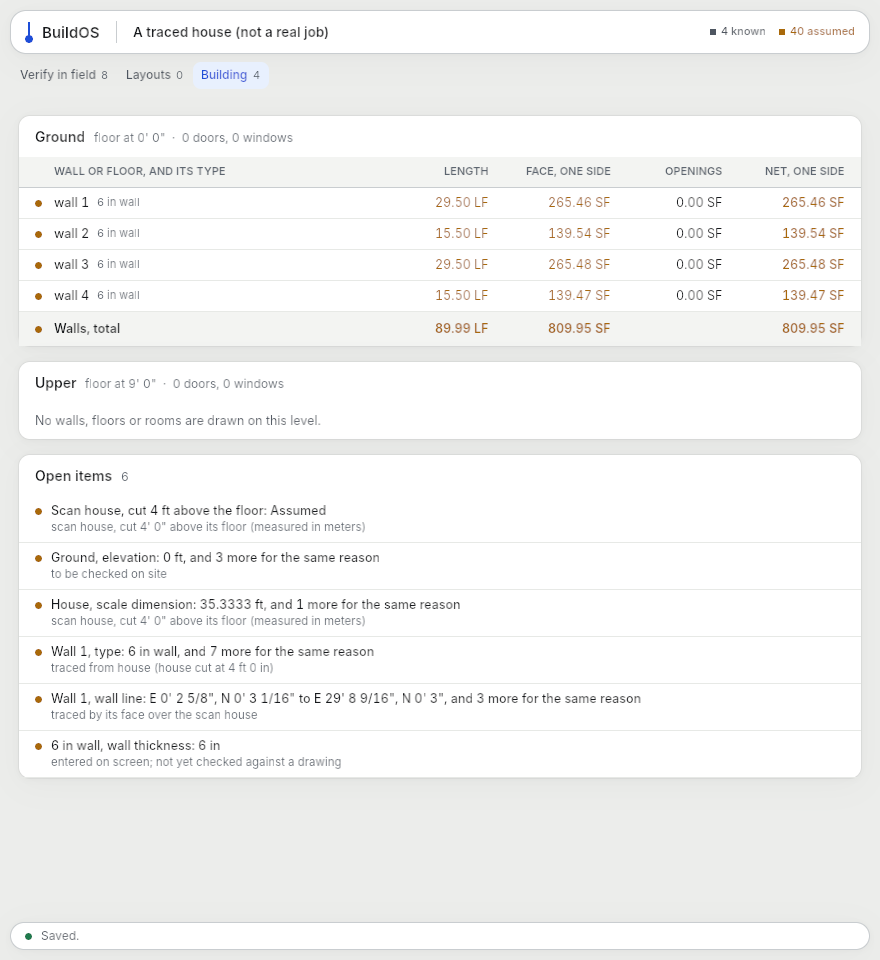 BuildOS A traced house (not a real job) 4 known 40 assumed
Verify in field 8 Layouts 0 Building 4
Ground floor at 0' 0" · 0 doors, 0 windows
WALL OR FLOOR, AND ITS TYPE LENGTH FACE, ONE SIDE OPENINGS NET, ONE SIDE
wall 1 6 in wall 29.50 LF 265.46 SF 0.00 SF 265.46 SF
wall 2 6 in wall 15.50 LF 139.54 SF 0.00 SF 139.54 SF
wall 3 6 in wall 29.50 LF 265.48 SF 0.00 SF 265.48 SF
wall 4 6 in wall 15.50 LF 139.47 SF 0.00 SF 139.47 SF
Walls, total 89.99 LF 809.95 SF 809.95 SF
Upper floor at 9' 0" · 0 doors, 0 windows
No walls, floors or rooms are drawn on this level.
Open items 6
Scan house, cut 4 ft above the floor: Assumed
scan house, cut 4' 0" above its floor (measured in meters)
Ground, elevation: 0 ft, and 3 more for the same reason
to be checked on site
House, scale dimension: 35.3333 ft, and 1 more for the same reason
scan house, cut 4' 0" above its floor (measured in meters)
Wall 1, type: 6 in wall, and 7 more for the same reason
traced from house (house cut at 4 ft 0 in)
Wall 1, wall line: E 0' 2 5/8", N 0' 3 1/16" to E 29' 8 9/16", N 0' 3", and 3 more for the same reason
traced by its face over the scan house
6 in wall, wall thickness: 6 in
entered on screen; not yet checked against a drawing
Saved.